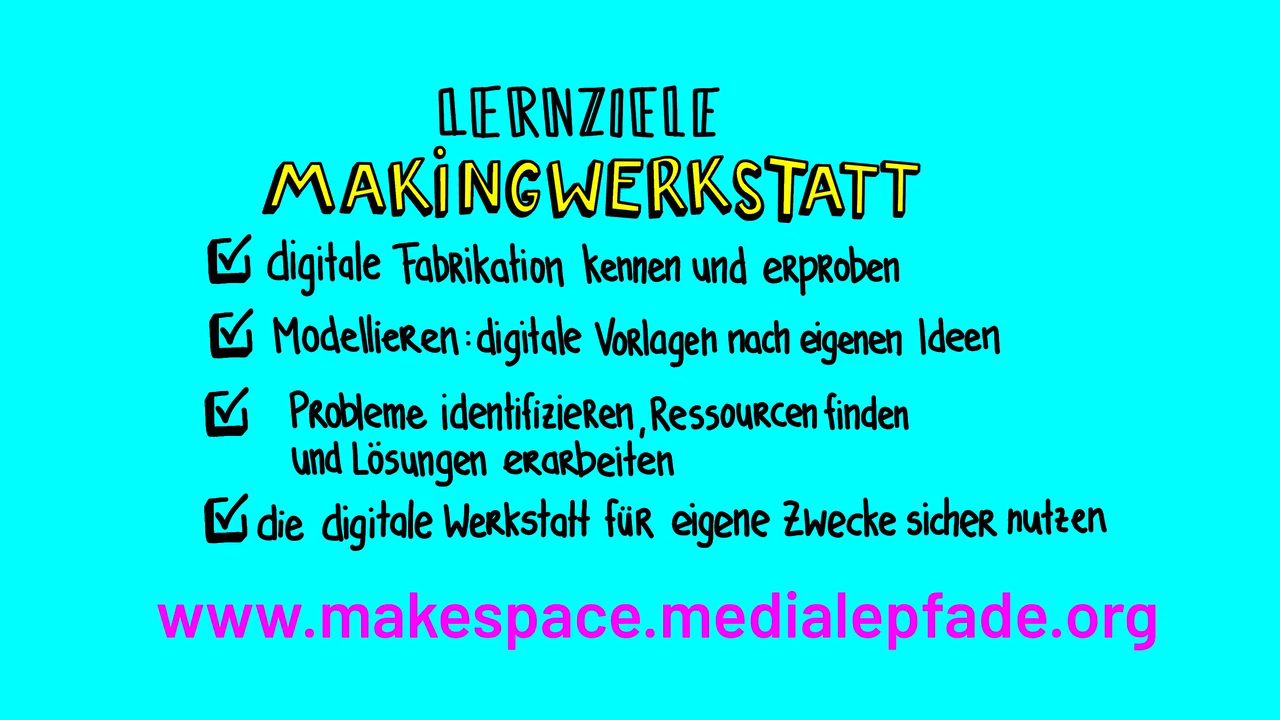 LERNZIELE
MAKiNGWERKSTATT
digitale Fabrikation kennen und erproben
Modellieren: digitale Vorlagen nach eigenen Ideen
Probleme identifizieren, Ressourcen finden
und Lösungen erarbeiten
die digitale Werkstatt für eigene Zwecke sicher nutzen
www.makespace.medialepfade.org